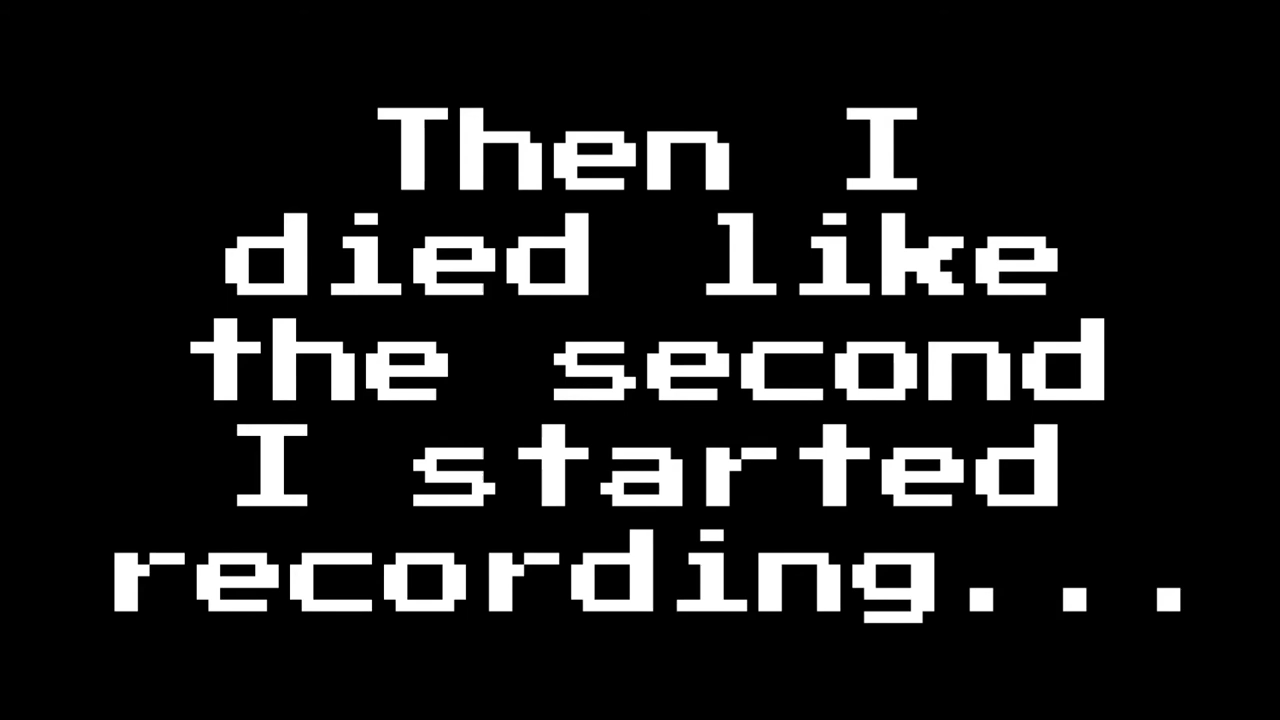 Then I
died like
the second
I started
recording...